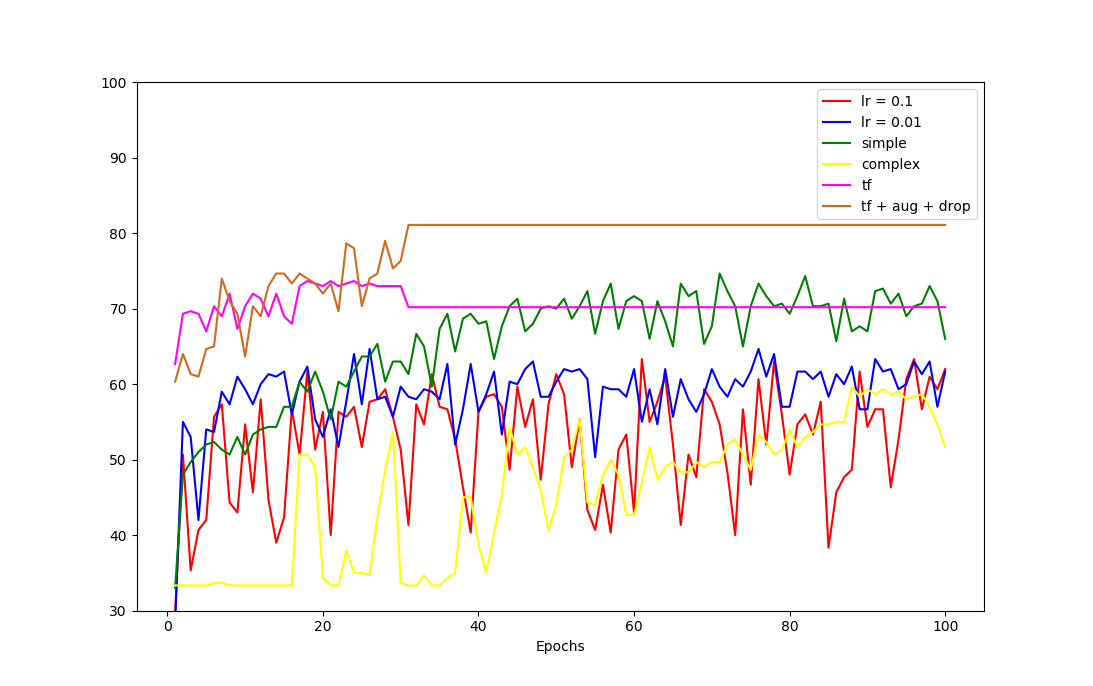 100
90
80
70
60
50
40
30
0 20 40 60 80 100
Epochs
lr = 0.1
lr = 0.01
simple
complex
tf
tf + aug + drop